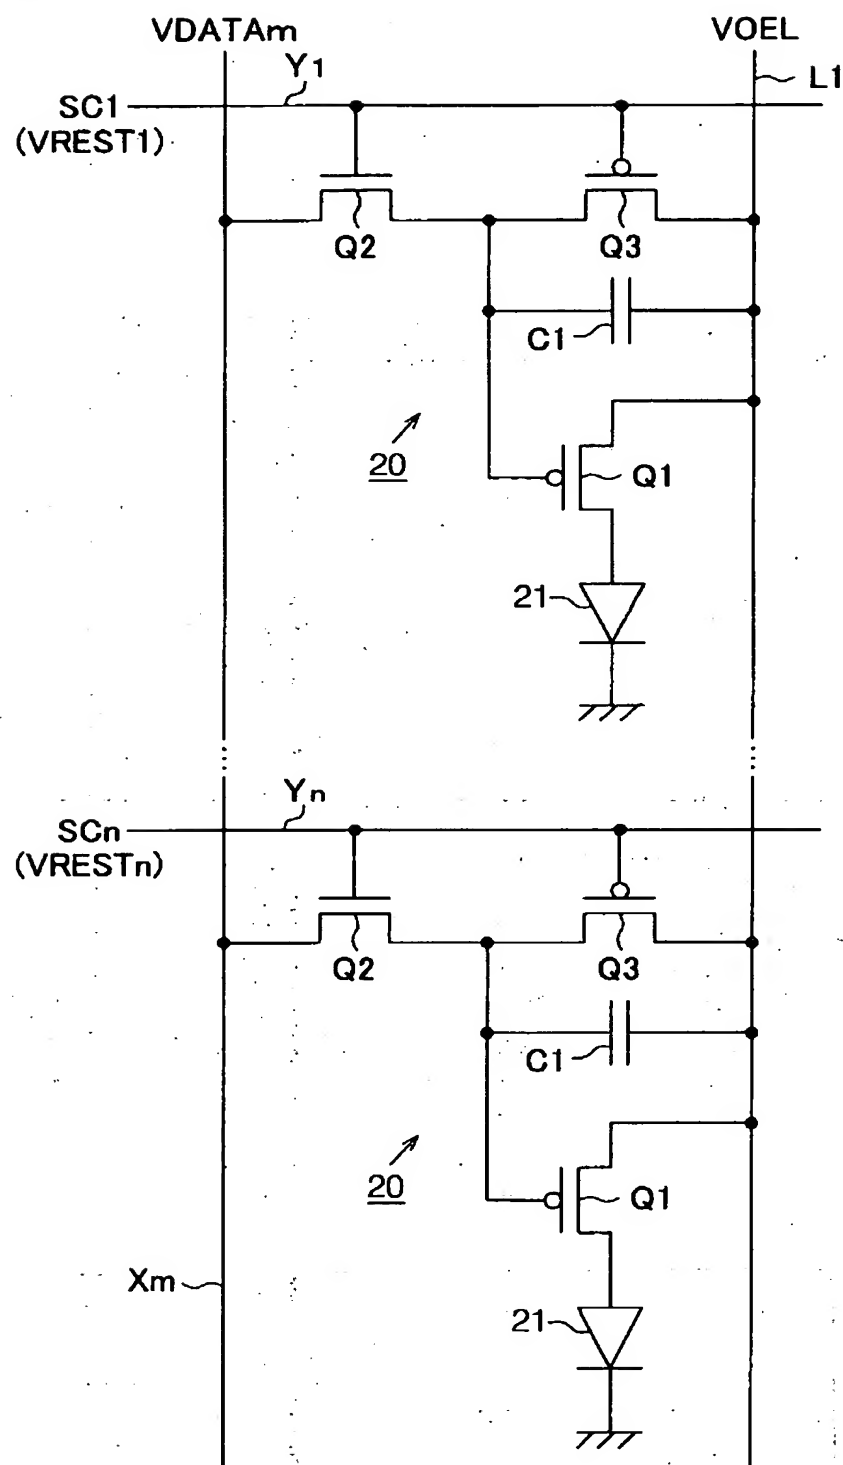 VDATAm
VOEL
Y1
L1
SC1
(VREST1)
Q2
Q3
C1
20
Q1
21
Yn
SCn
(VRESTn)
Q2
Q3
C1
20
Q1
Xm
21